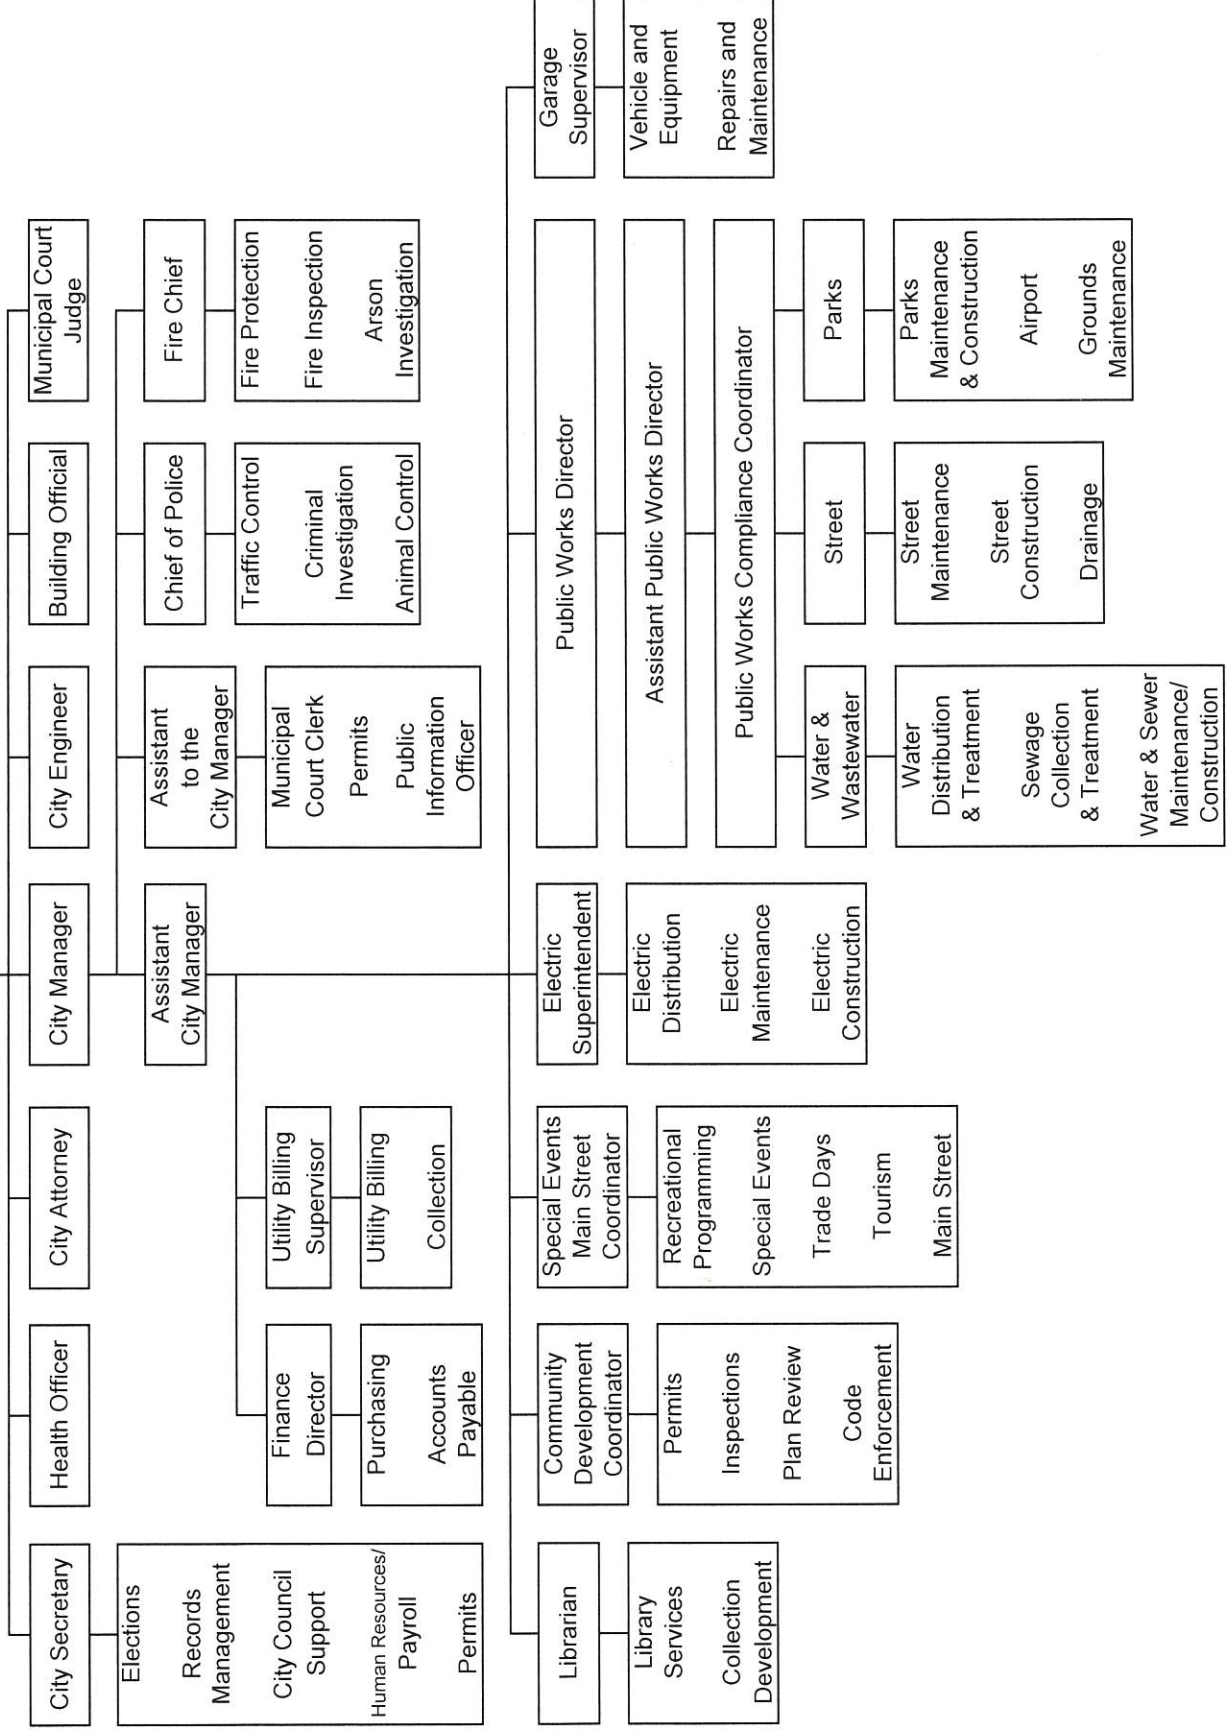 City Secretary
Health Officer
City Attorney
City Manager
City Engineer
Building Official
Municipal Court
Judge
Elections
Records
Management
City Council
Support
Human Resources/
Payroll
Permits
Assistant
City Manager
Assistant
to the
City Manager
Chief of Police
Fire Chief
Municipal
Court Clerk
Permits
Public
Information
Officer
Traffic Control
Criminal
Investigation
Animal Control
Fire Protection
Fire Inspection
Arson
Investigation
Finance
Director
Utility Billing
Supervisor
Purchasing
Accounts
Payable
Utility Billing
Collection
Librarian
Community
Development
Coordinator
Special Events
Main Street
Coordinator
Electric
Superintendent
Public Works Director
Garage
Supervisor
Library
Services
Collection
Development
Permits
Inspections
Plan Review
Code
Enforcement
Recreational
Programming
Special Events
Trade Days
Tourism
Main Street
Electric
Distribution
Electric
Maintenance
Electric
Construction
Assistant Public Works Director
Vehicle and
Equipment
Repairs and
Maintenance
Public Works Compliance Coordinator
Water &
Wastewater
Street
Parks
Water
Distribution
& Treatment
Sewage
Collection
& Treatment
Water & Sewer
Maintenance/
Construction
Street
Maintenance
Street
Construction
Drainage
Parks
Maintenance
& Construction
Airport
Grounds
Maintenance